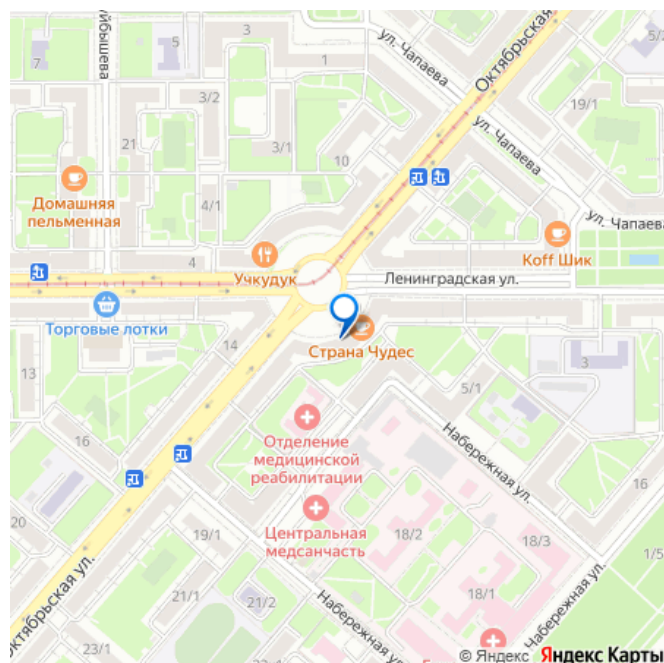 йбышева
3
5
7
1
ул. Чапаева
Октябрьская
5/2
19/1
3/2
21
3/1
10
ул. Чапаева
Домашняя
пельменная
4/1
ул. Чапаева
Koff Шик
4
Учкудук
Ленинградская ул.
Торговые лотки
14
Страна Чудес
13
5/1
3
16
Отделение
медицинской
реабилитации
Набережная ул.
16
20
19/1
Центральная
медсанчасть
18/2
18/3
1/5
Октябрьская ул.
21/1
21/2
Набережная ул.
18/1
Набережная ул.
23/1
© Яндекс Яндекс Карты